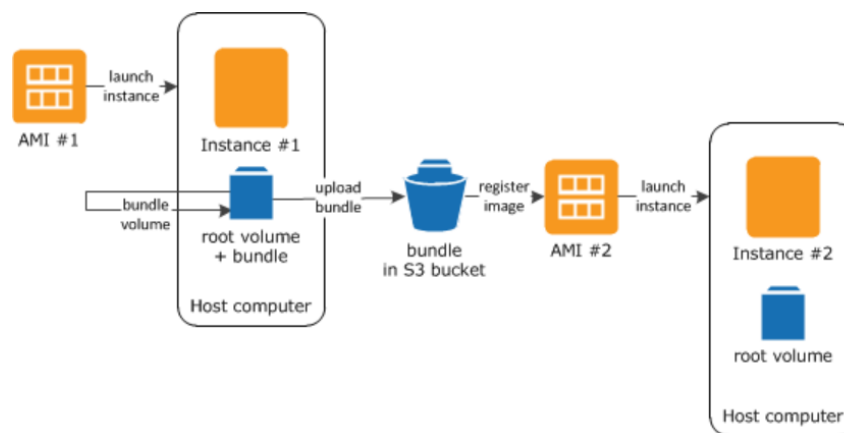 launch
instance
AMI #1
Instance #1
bundle
volume
root volume
+ bundle
Host computer
upload
bundle
bundle
in S3 bucket
register
image
AMI #2
launch
instance
Instance #2
root volume
Host computer